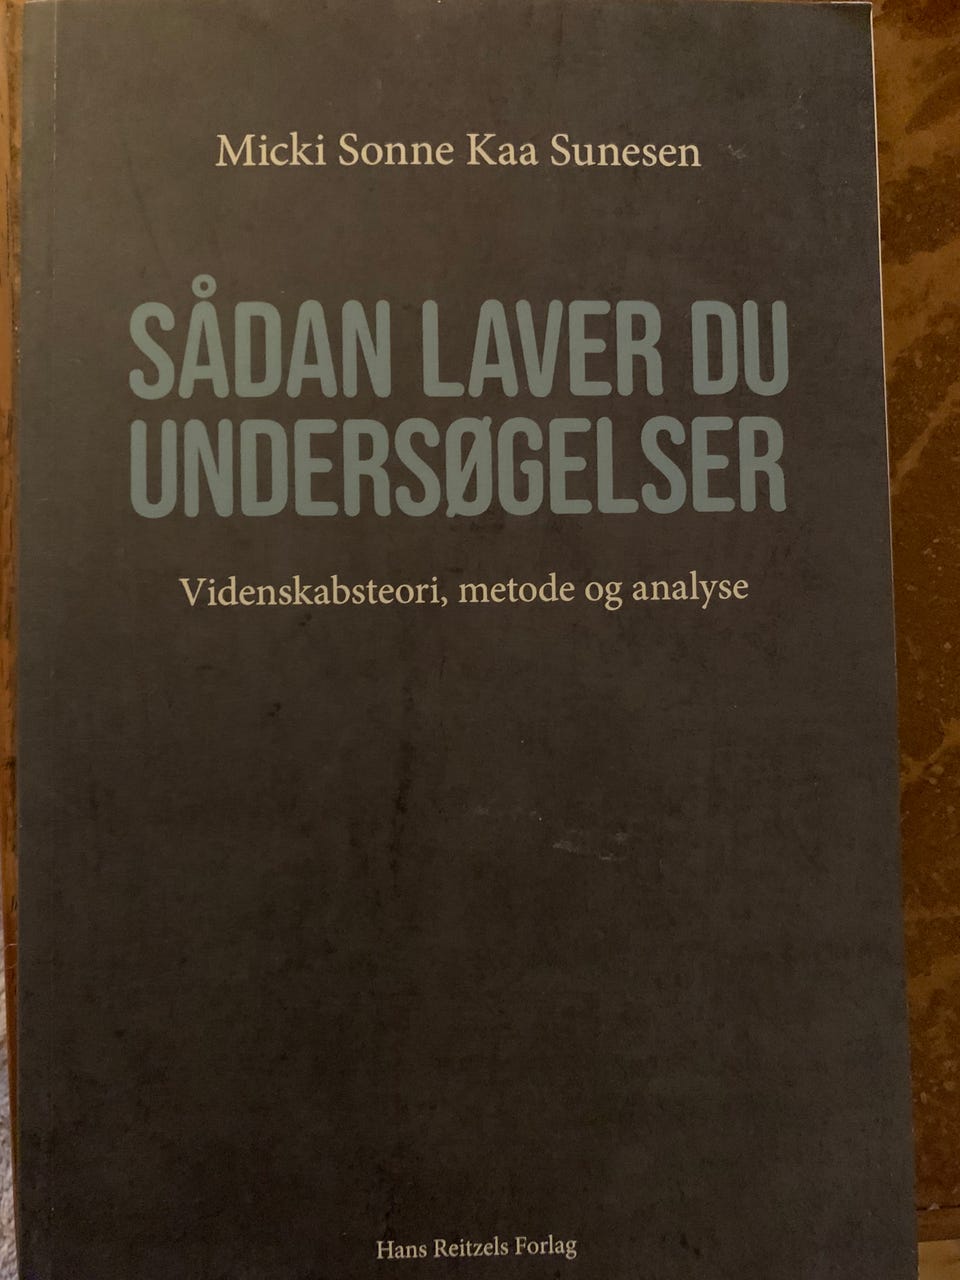 Micki Sonne Kaa Sunesen
SÅDAN LAVER DU
UNDERSØGELSER
Videnskabsteori, metode og analyse
Hans Reitzels Forlag